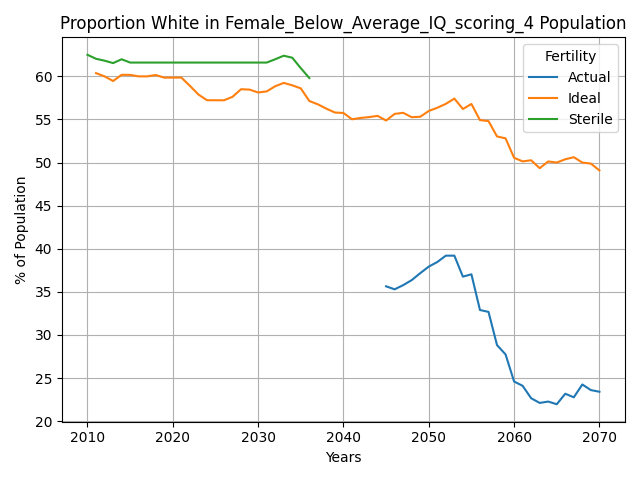 Proportion White in Female_Below_Average_IQ_scoring_4 Population
Fertility
Actual
Ideal
Sterile
% of Population
60
55
50
45
40
35
30
25
20
2010 2020 2030 2040 2050 2060 2070
Years